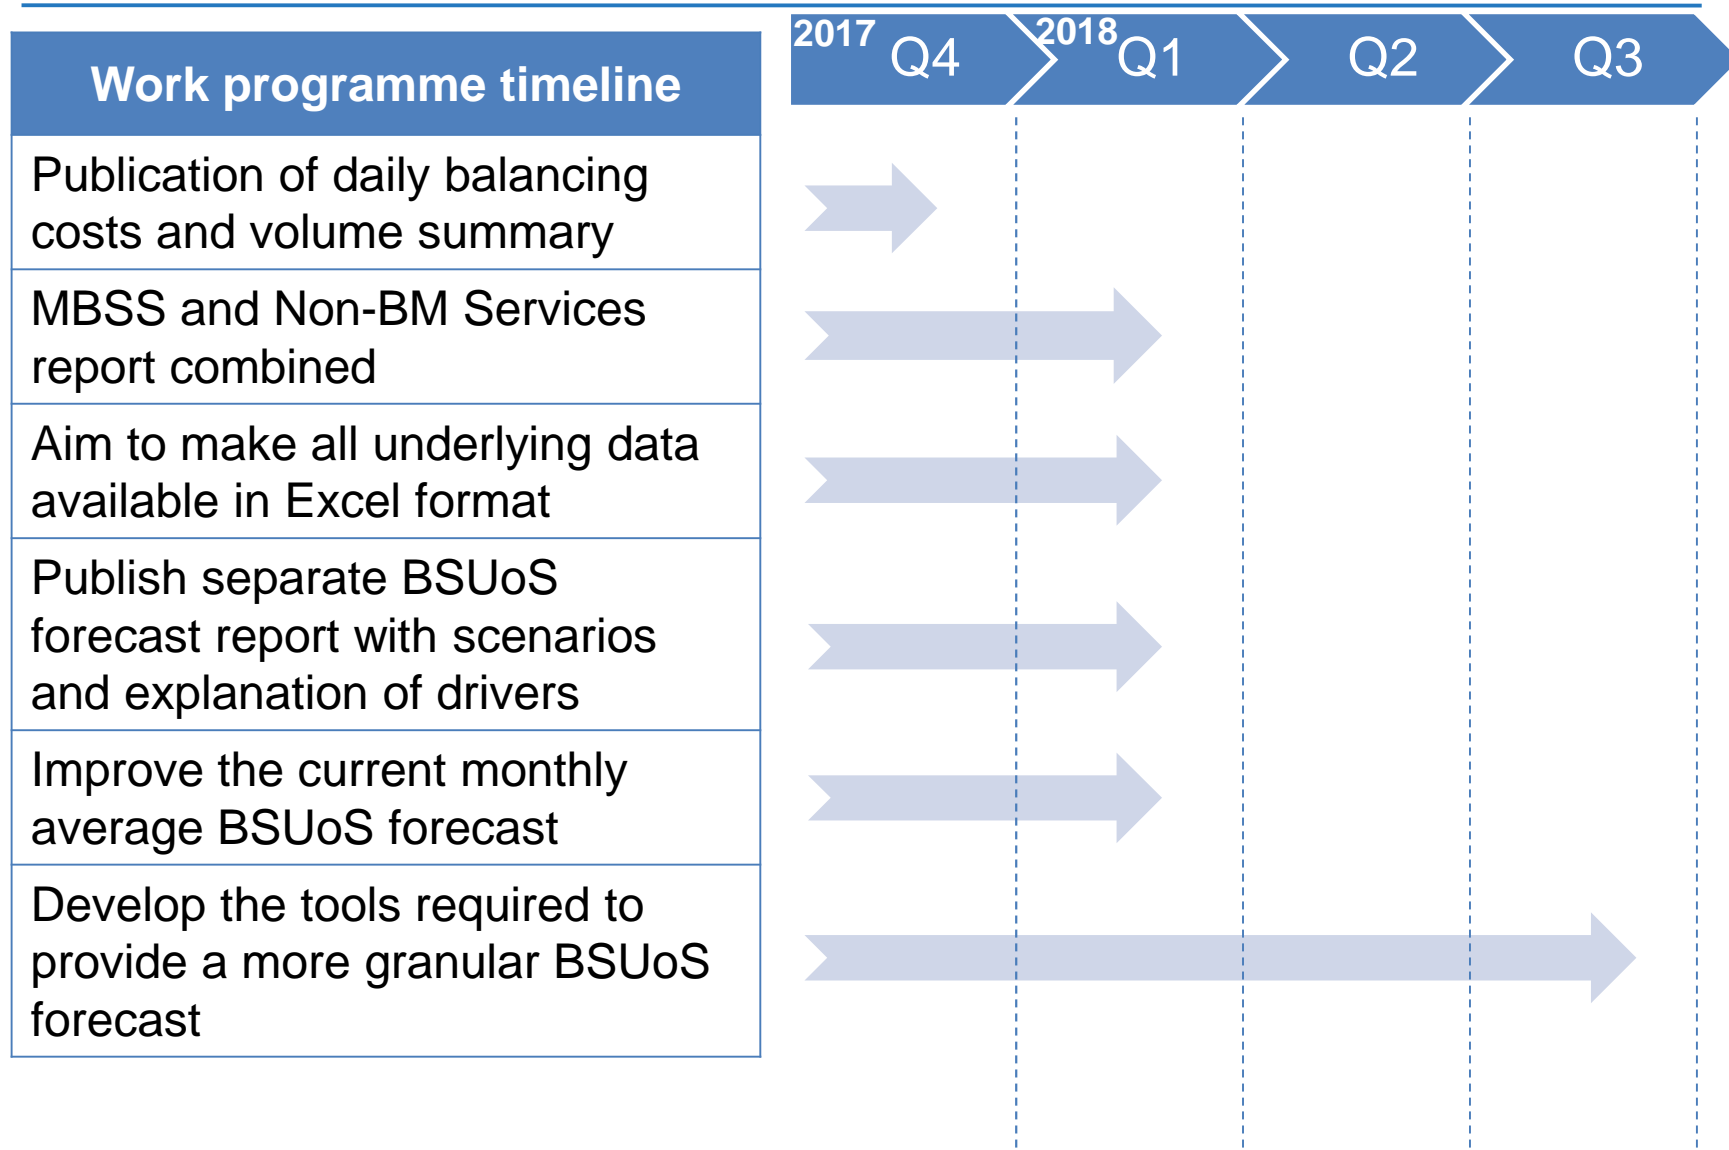 2017 Q4 2018 Q1 Q2 Q3
Work programme timeline
Publication of daily balancing
costs and volume summary
MBSS and Non-BM Services
report combined
Aim to make all underlying data
available in Excel format
Publish separate BSUoS
forecast report with scenarios
and explanation of drivers
Improve the current monthly
average BSUoS forecast
Develop the tools required to
provide a more granular BSUoS
forecast